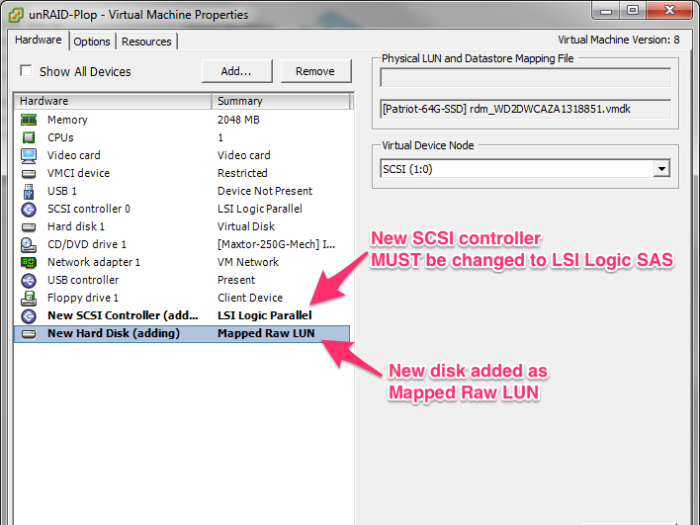 unRAID-Plop - Virtual Machine Properties
Hardware Options Resources
Virtual Machine Version: 8
Show All Devices
Add...
Remove
Hardware Summary
Memory 2048 MB
CPUs 1
Video card Video card
VMCI device Restricted
USB 1 Device Not Present
SCSI controller 0 LSI Logic Parallel
Hard disk 1 Virtual Disk
CD/DVD drive 1 [Maxtor-250G-Mech] I...
Network adapter 1 VM Network
USB controller Present
Floppy drive 1 Client Device
New SCSI Controller (add... LSI Logic Parallel
New Hard Disk (adding) Mapped Raw LUN
Physical LUN and Datastore Mapping File
[Patriot-64G-SSD] rdm_WD2DWCAZA1318851.vmdk
Virtual Device Node
SCSI (1:0)
New SCSI controller
MUST be changed to LSI Logic SAS
New disk added as
Mapped Raw LUN